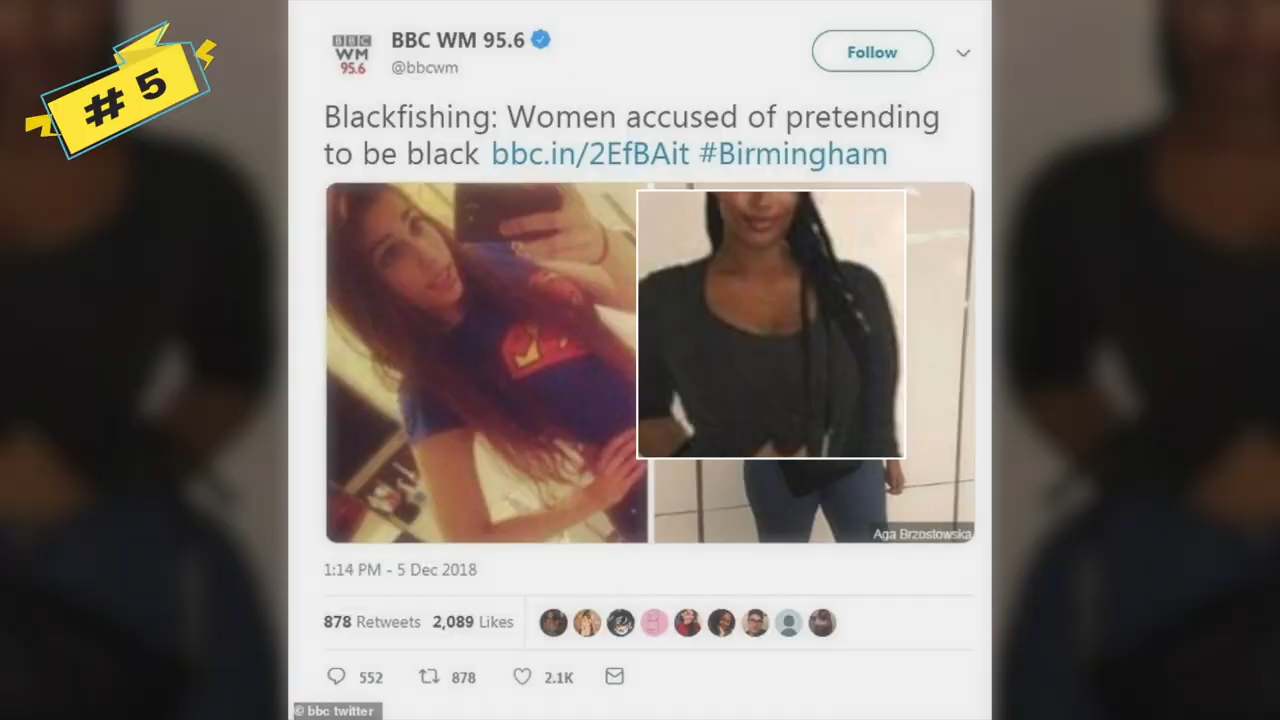 # 5
BBC
WM
95.6
BBC WM 95.6
@bbcwm
Follow
Blackfishing: Women accused of pretending
to be black bbc.in/2EfBAit #Birmingham
Aga Brzostowska
1:14 PM - 5 Dec 2018
878 Retweets 2,089 Likes
552 878 2.1K
© bbc twitter